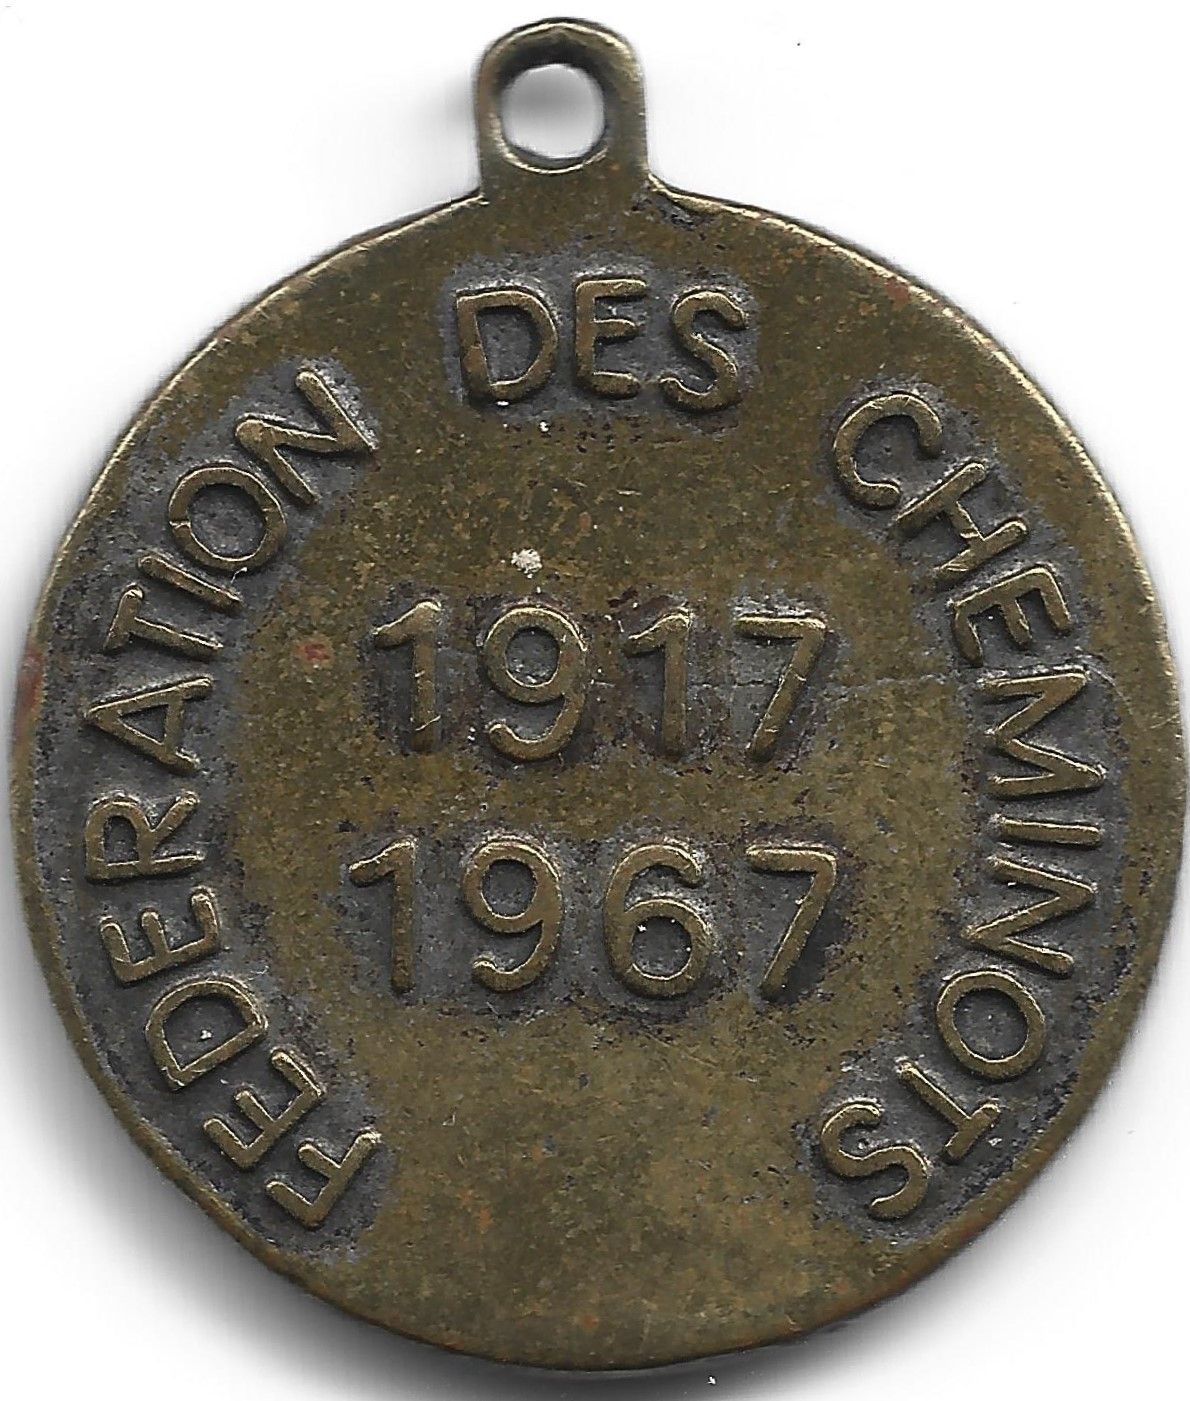 FEDERATION DES CHEMINOTS
1917
1967